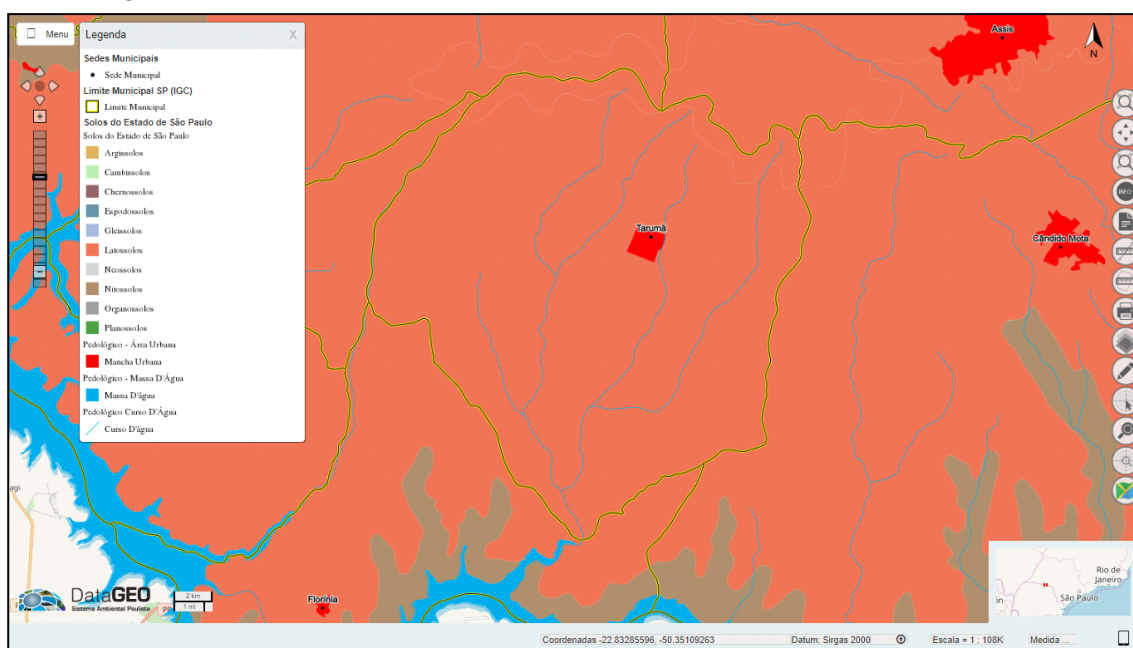 Menu
Legenda
X
Sedes Municipais
Sede Municipal
Limite Municipal SP (IGC)
Limite Municipal
Solos do Estado de São Paulo
Solos do Estado de São Paulo
Argissolos
Cambissolos
Chernossolos
Espodossolos
Gleissolos
Latossolos
Neossolos
Nitossolos
Organossolos
Planossolos
Pedológico - Área Urbana
Mancha Urbana
Pedológico - Massa D'Água
Massa D'água
Pedológico Curso D'Água
Curso D'água
Assis
N
Tarumã
Cândido Mota
INFO
agi
Florínia
DataGEO
Sistema Ambiental Paulista
PR
2 km
1 mi
Rio de
Janeiro
São Paulo
Coordenadas -22.83285596, -50.35109263
Datum: Sirgas 2000
Escala = 1 : 108K
Medida ...